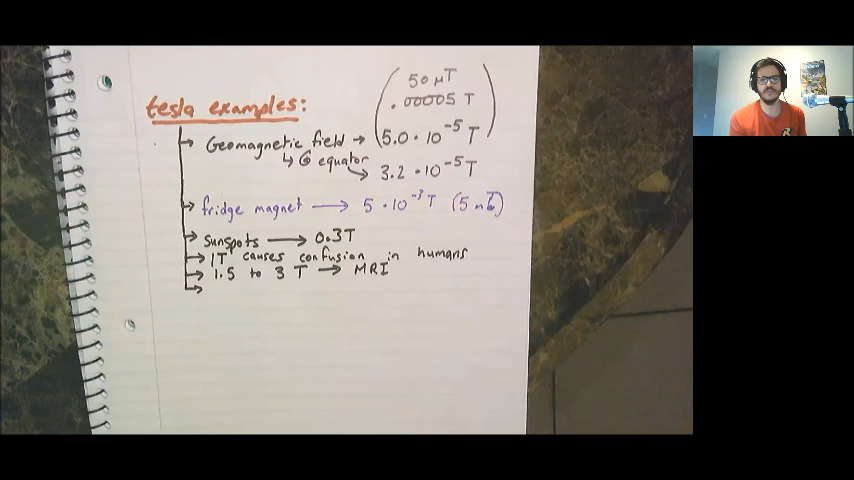 50 μT
.00005 T
tesla examples:
Geomagnetic field → 5.0 · 10⁻⁵ T
↳ @ equator → 3.2 · 10⁻⁵ T
fridge magnet → 5 · 10⁻³ T (5 mT)
sunspots → 0.3T
1T causes confusion in humans
1.5 to 3 T → MRI